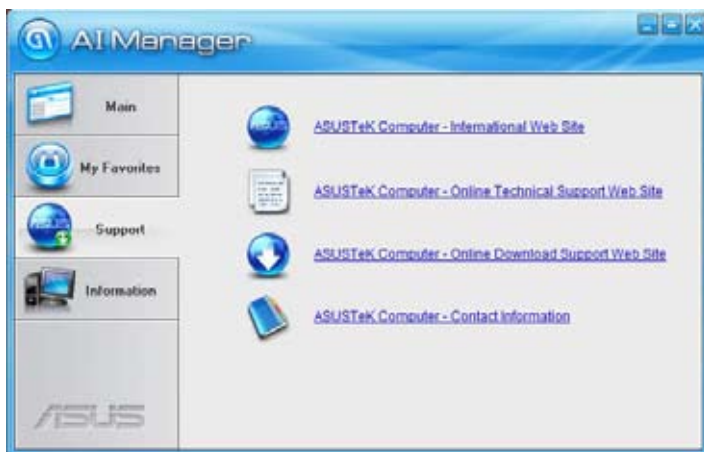 AI Manager
Main
My Favorites
Support
Information
ASUS
ASUSTeK Computer - International Web Site
ASUSTeK Computer - Online Technical Support Web Site
ASUSTeK Computer - Online Download Support Web Site
ASUSTeK Computer - Contact Information